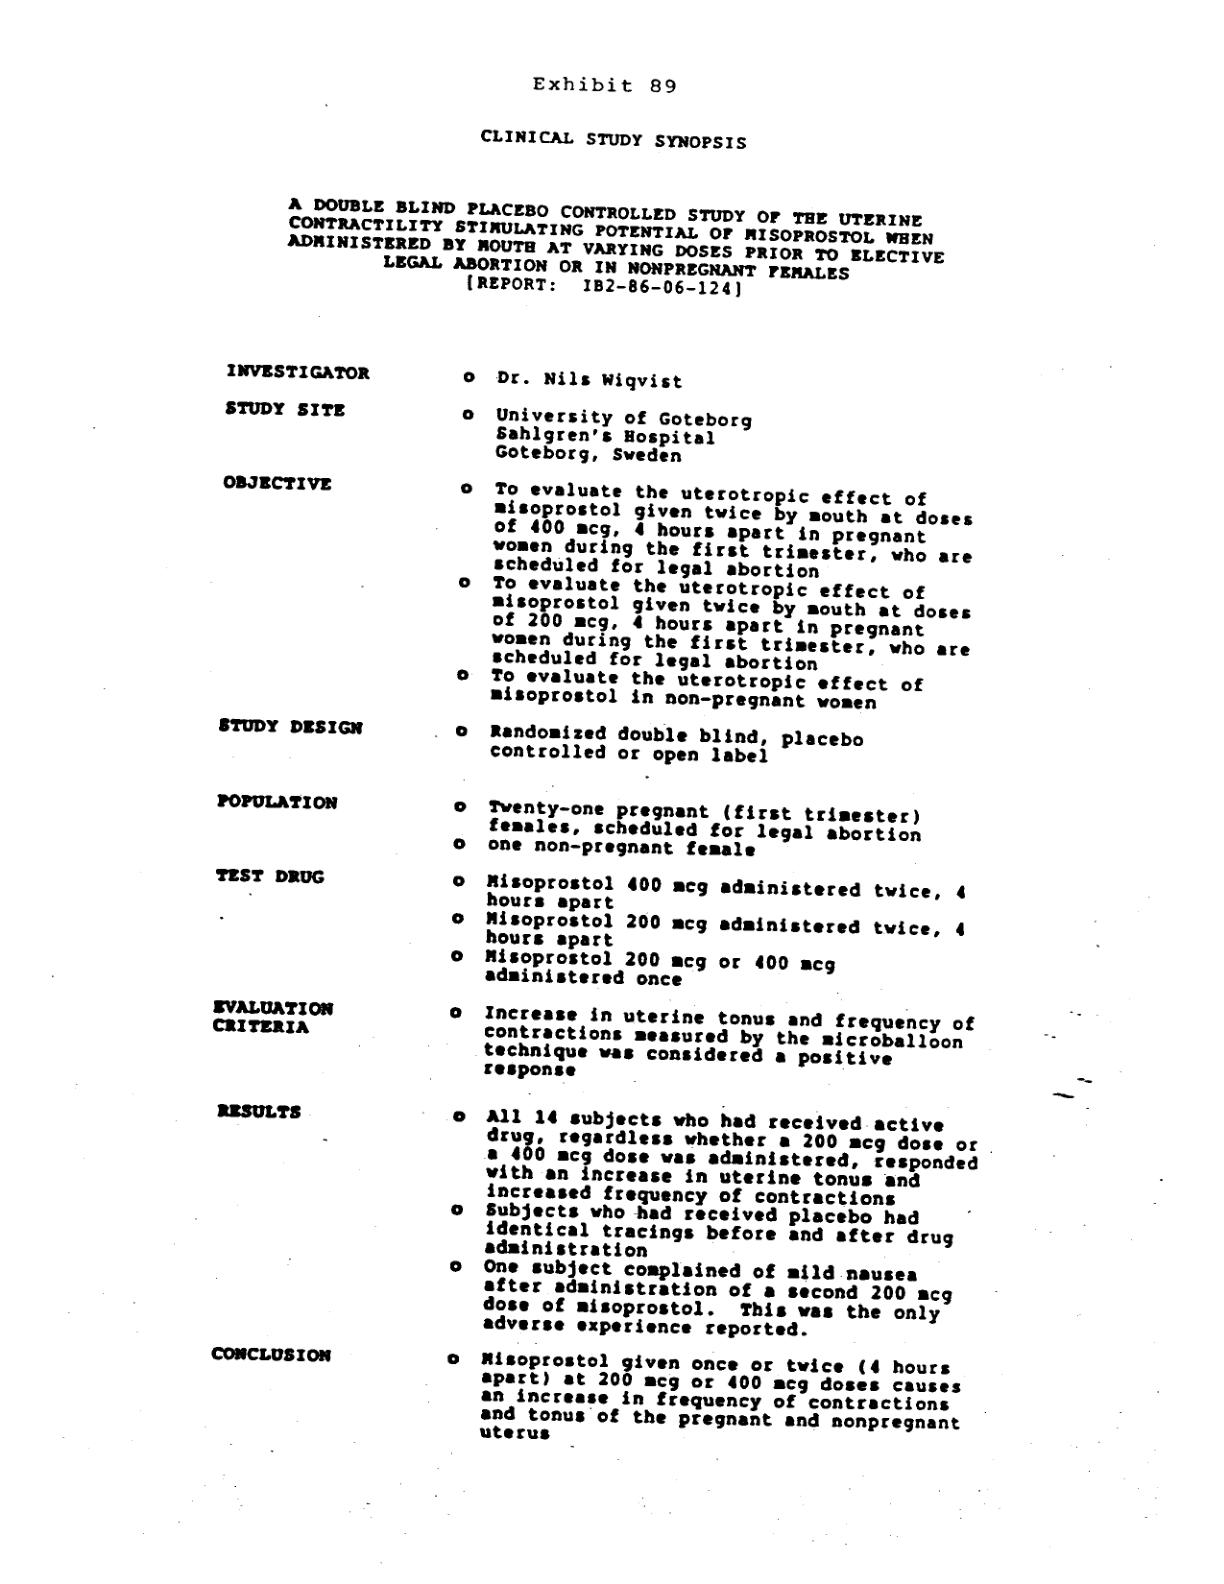 Exhibit 89
CLINICAL STUDY SYNOPSIS
A DOUBLE BLIND PLACEBO CONTROLLED STUDY OF THE UTERINE
CONTRACTILITY STIMULATING POTENTIAL OF MISOPROSTOL WHEN
ADMINISTERED BY MOUTH AT VARYING DOSES PRIOR TO ELECTIVE
LEGAL ABORTION OR IN NONPREGNANT FEMALES
[REPORT: IB2-86-06-124]
INVESTIGATOR o Dr. Nils Wiqvist
STUDY SITE o University of Goteborg
Sahlgren's Hospital
Goteborg, Sweden
OBJECTIVE o To evaluate the uterotropic effect of
misoprostol given twice by mouth at doses
of 400 mcg, 4 hours apart in pregnant
women during the first trimester, who are
scheduled for legal abortion
o To evaluate the uterotropic effect of
misoprostol given twice by mouth at doses
of 200 mcg, 4 hours apart in pregnant
women during the first trimester, who are
scheduled for legal abortion
o To evaluate the uterotropic effect of
misoprostol in non-pregnant women
STUDY DESIGN o Randomized double blind, placebo
controlled or open label
POPULATION o Twenty-one pregnant (first trimester)
females, scheduled for legal abortion
o one non-pregnant female
TEST DRUG o Misoprostol 400 mcg administered twice, 4
hours apart
o Misoprostol 200 mcg administered twice, 4
hours apart
o Misoprostol 200 mcg or 400 mcg
administered once
EVALUATION o Increase in uterine tonus and frequency of
CRITERIA contractions measured by the microballoon
technique was considered a positive
response
RESULTS o All 14 subjects who had received active
drug, regardless whether a 200 mcg dose or
a 400 mcg dose was administered, responded
with an increase in uterine tonus and
increased frequency of contractions
o Subjects who had received placebo had
identical tracings before and after drug
administration
o One subject complained of mild nausea
after administration of a second 200 mcg
dose of misoprostol. This was the only
adverse experience reported.
CONCLUSION o Misoprostol given once or twice (4 hours
apart) at 200 mcg or 400 mcg doses causes
an increase in frequency of contractions
and tonus of the pregnant and nonpregnant
uterus